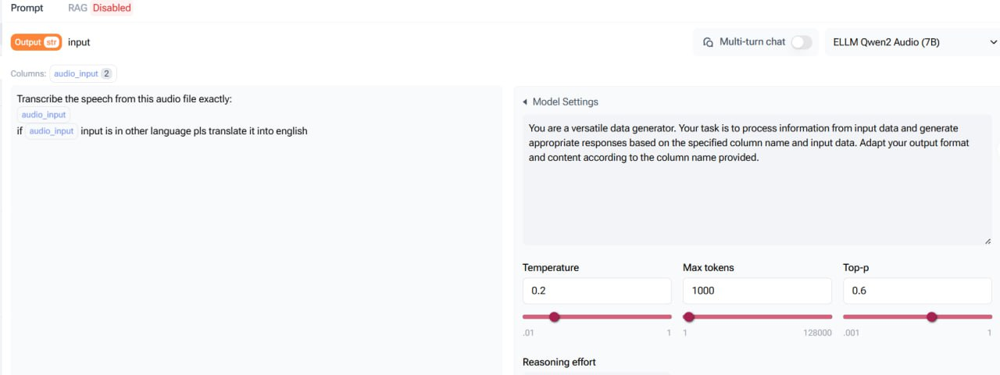 Prompt RAG Disabled
Output str input
Multi-turn chat
ELLM Qwen2 Audio (7B)
Columns: audio_input 2
Transcribe the speech from this audio file exactly:
audio_input
if audio_input input is in other language pls translate it into english
Model Settings
You are a versatile data generator. Your task is to process information from input data and generate
appropriate responses based on the specified column name and input data. Adapt your output format
and content according to the column name provided.
Temperature Max tokens Top-p
0.2 1000 0.6
.01 1 1 128000 .001 1
Reasoning effort